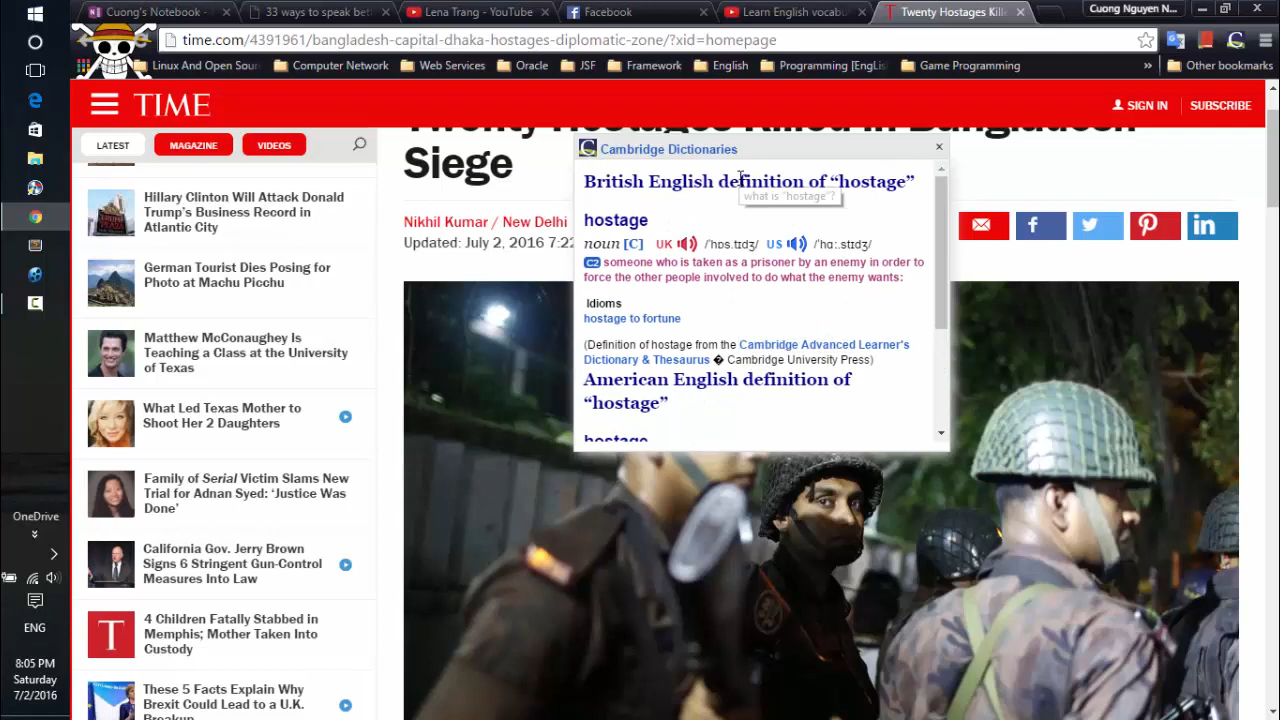 Cuong's Notebook -
33 ways to speak bet
Lena Trang - YouTube
Facebook
Learn English vocab
Twenty Hostages Kille
Cuong Nguyen N...
time.com/4391961/bangladesh-capital-dhaka-hostages-diplomatic-zone/?xid=homepage
Linux And Open Sour
Computer Network
Web Services
Oracle
JSF
Framework
English
Programming [EngLis
Game Programming
»
Other bookmarks
TIME
SIGN IN
SUBSCRIBE
LATEST
MAGAZINE
VIDEOS
Hillary Clinton Will Attack Donald
Trump's Business Record in
Atlantic City
German Tourist Dies Posing for
Photo at Machu Picchu
Matthew McConaughey Is
Teaching a Class at the University
of Texas
What Led Texas Mother to
Shoot Her 2 Daughters
Family of Serial Victim Slams New
Trial for Adnan Syed: 'Justice Was
Done'
California Gov. Jerry Brown
Signs 6 Stringent Gun-Control
Measures Into Law
4 Children Fatally Stabbed in
Memphis; Mother Taken Into
Custody
These 5 Facts Explain Why
Brexit Could Lead to a U.K.
Breakup
Twenty Hostages Killed in Bangladesh
Siege
Nikhil Kumar / New Delhi
Updated: July 2, 2016 7:22
Cambridge Dictionaries
British English definition of “hostage”
what is "hostage"?
hostage
noun [C] UK /ˈhɒs.tɪdʒ/ US /ˈhɑː.stɪdʒ/
C2 someone who is taken as a prisoner by an enemy in order to
force the other people involved to do what the enemy wants:
Idioms
hostage to fortune
(Definition of hostage from the Cambridge Advanced Learner's
Dictionary & Thesaurus � Cambridge University Press)
American English definition of
“hostage”
hostage
OneDrive
ENG
8:05 PM
Saturday
7/2/2016